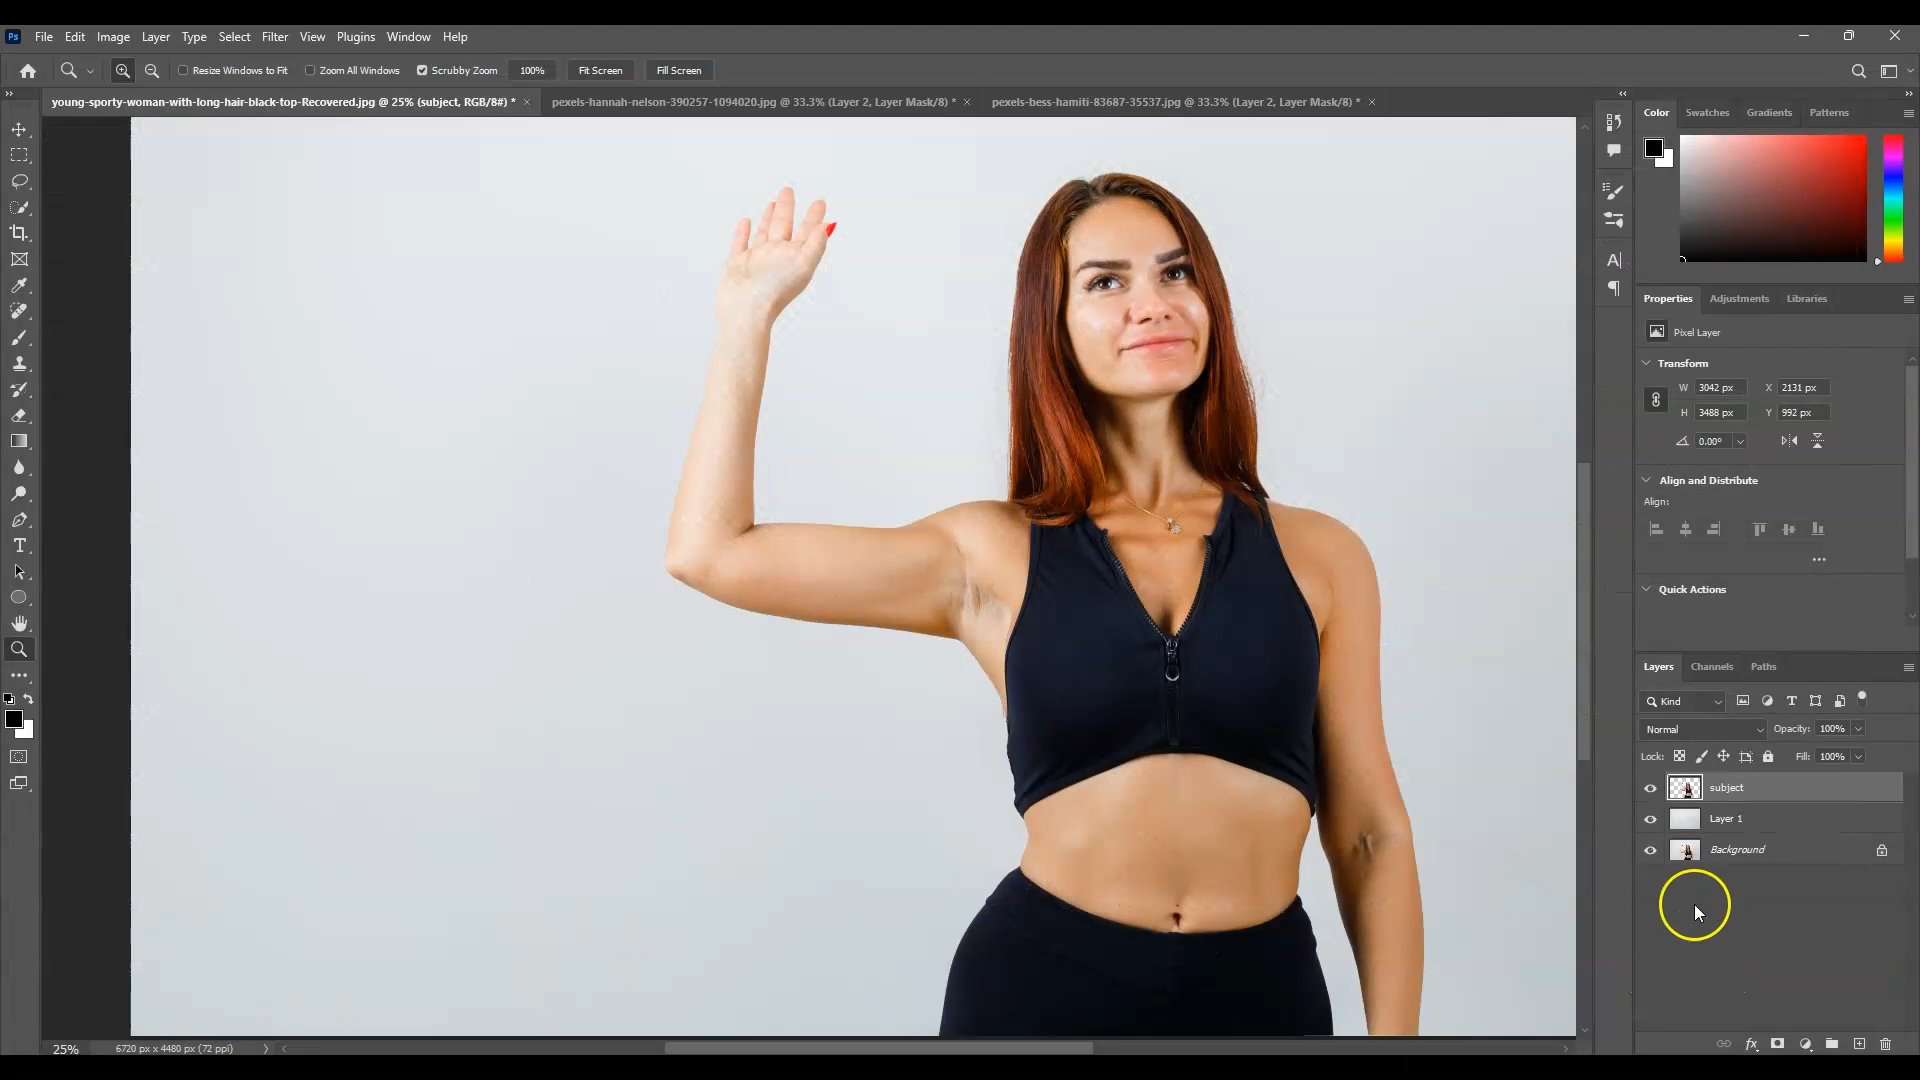 Ps File Edit Image Layer Type Select Filter View Plugins Window Help
Resize Windows to Fit Zoom All Windows Scrubby Zoom 100% Fit Screen Fill Screen
young-sporty-woman-with-long-hair-black-top-Recovered.jpg @ 25% (subject, RGB/8#) * × pexels-hannah-nelson-390257-1094020.jpg @ 33.3% (Layer 2, Layer Mask/8) * × pexels-bess-hamiti-83687-35537.jpg @ 33.3% (Layer 2, Layer Mask/8) * ×
Color Swatches Gradients Patterns
Properties Adjustments Libraries
Pixel Layer
Transform
W 3042 px X 2131 px
H 3488 px Y 992 px
0.00°
Align and Distribute
Align:
Quick Actions
Layers Channels Paths
Kind
Normal Opacity: 100%
Lock: Fill: 100%
subject
Layer 1
Background
25% 6720 px x 4480 px (72 ppi)